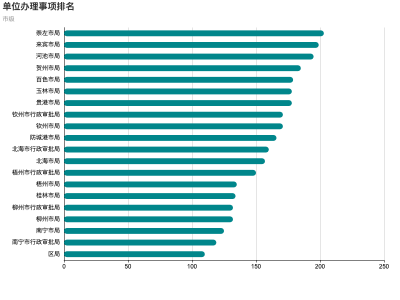 单位办理事项排名
市局
崇左市局
来宾市局
河池市局
贺州市局
百色市局
玉林市局
贵港市局
钦州市行政审批局
钦州市局
防城港市局
北海市行政审批局
北海市局
梧州市行政审批局
梧州市局
桂林市局
柳州市行政审批局
柳州市局
南宁市局
南宁市行政审批局
区局
0 50 100 150 200 250